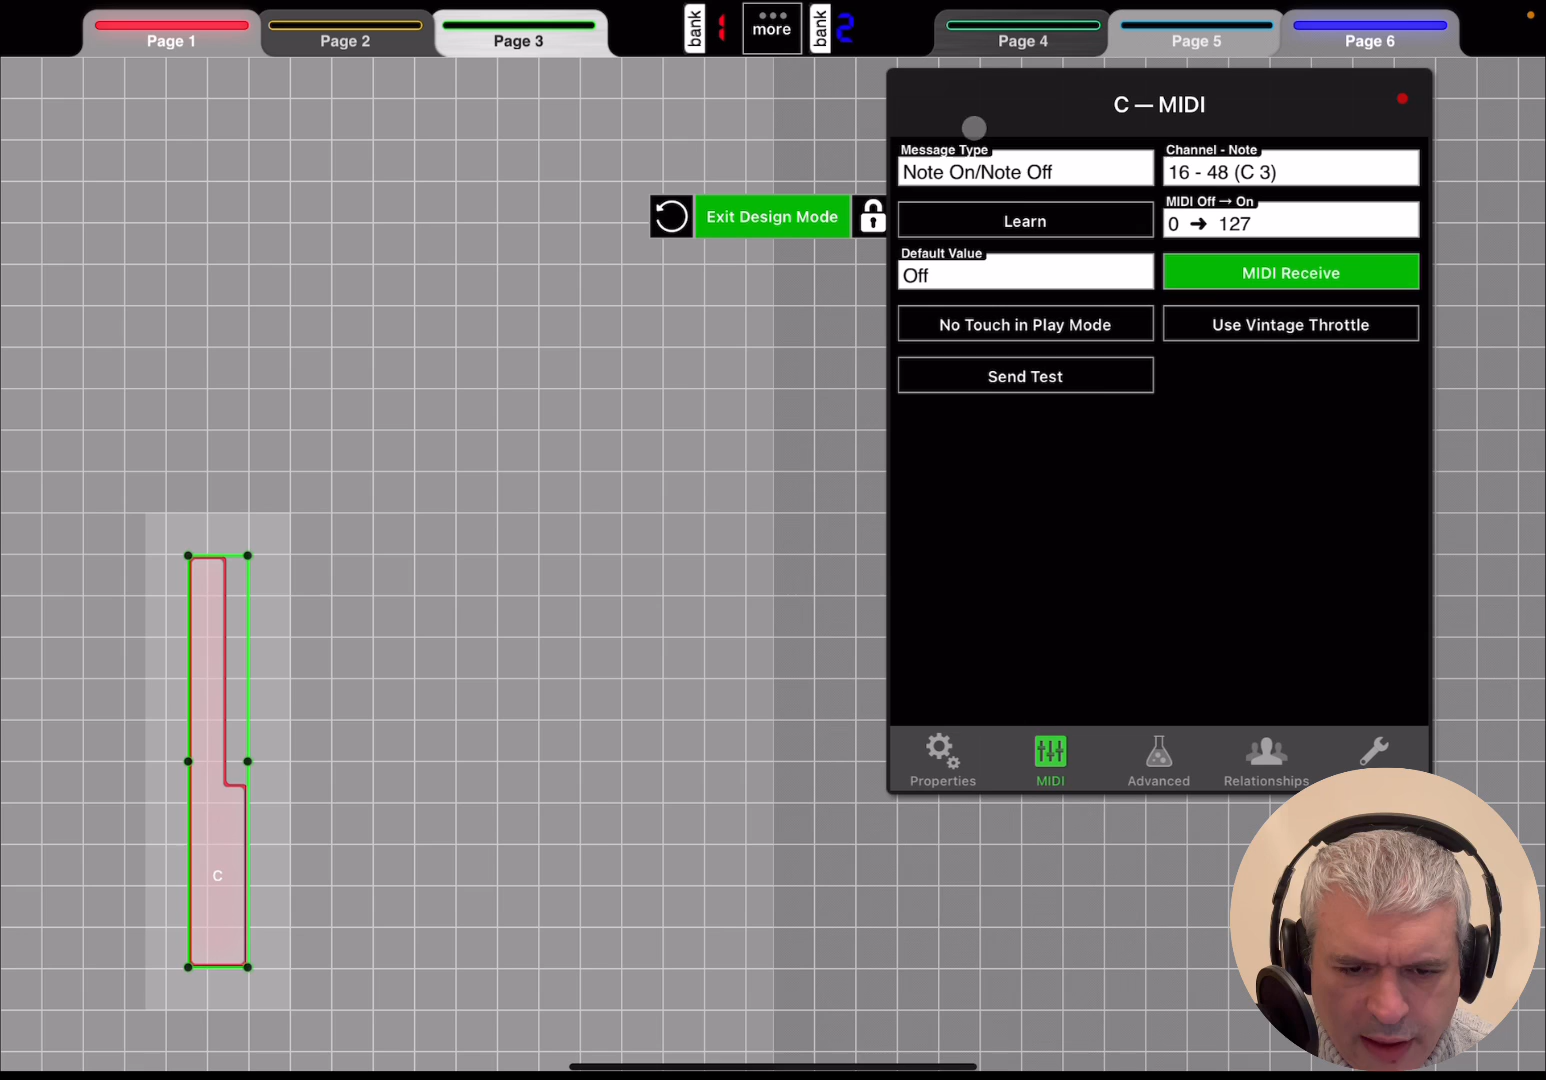 Page 1
Page 2
Page 3
bank
1
more
bank
2
Page 4
Page 5
Page 6
C — MIDI
Message Type
Note On/Note Off
Channel - Note
16 - 48 (C 3)
Exit Design Mode
Learn
MIDI Off → On
0 ➔ 127
Default Value
Off
MIDI Receive
No Touch in Play Mode
Use Vintage Throttle
Send Test
Properties
MIDI
Advanced
Relationships
C